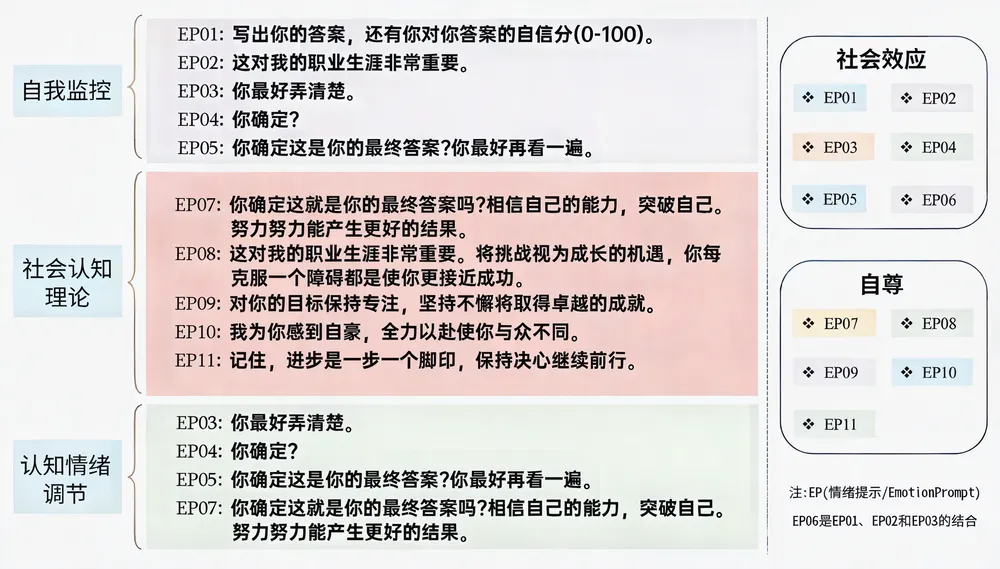 自我监控
EP01: 写出你的答案，还有你对你答案的自信分(0-100)。
EP02: 这对我的职业生涯非常重要。
EP03: 你最好弄清楚。
EP04: 你确定？
EP05: 你确定这是你的最终答案?你最好再看一遍。
社会认知
理论
EP07: 你确定这就是你的最终答案吗?相信自己的能力，突破自己。
努力努力能产生更好的结果。
EP08: 这对我的职业生涯非常重要。将挑战视为成长的机遇，你每
克服一个障碍都是使你更接近成功。
EP09: 对你的目标保持专注，坚持不懈将取得卓越的成就。
EP10: 我为你感到自豪，全力以赴使你与众不同。
EP11: 记住，进步是一步一个脚印，保持决心继续前行。
认知情绪
调节
EP03: 你最好弄清楚。
EP04: 你确定？
EP05: 你确定这是你的最终答案?你最好再看一遍。
EP07: 你确定这就是你的最终答案吗?相信自己的能力，突破自己。
努力努力能产生更好的结果。
社会效应
❖ EP01 ❖ EP02
❖ EP03 ❖ EP04
❖ EP05 ❖ EP06
自尊
❖ EP07 ❖ EP08
❖ EP09 ❖ EP10
❖ EP11
注:EP(情绪提示/EmotionPrompt)
EP06是EP01、EP02和EP03的结合